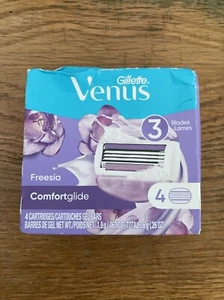 Gillette
Venus
3
Blades
Lames
Freesia
Comfortglide
4
4 CARTRIDGES/CARTOUCHES GEL BARS
BARRES DE GEL NET WT./POIDS